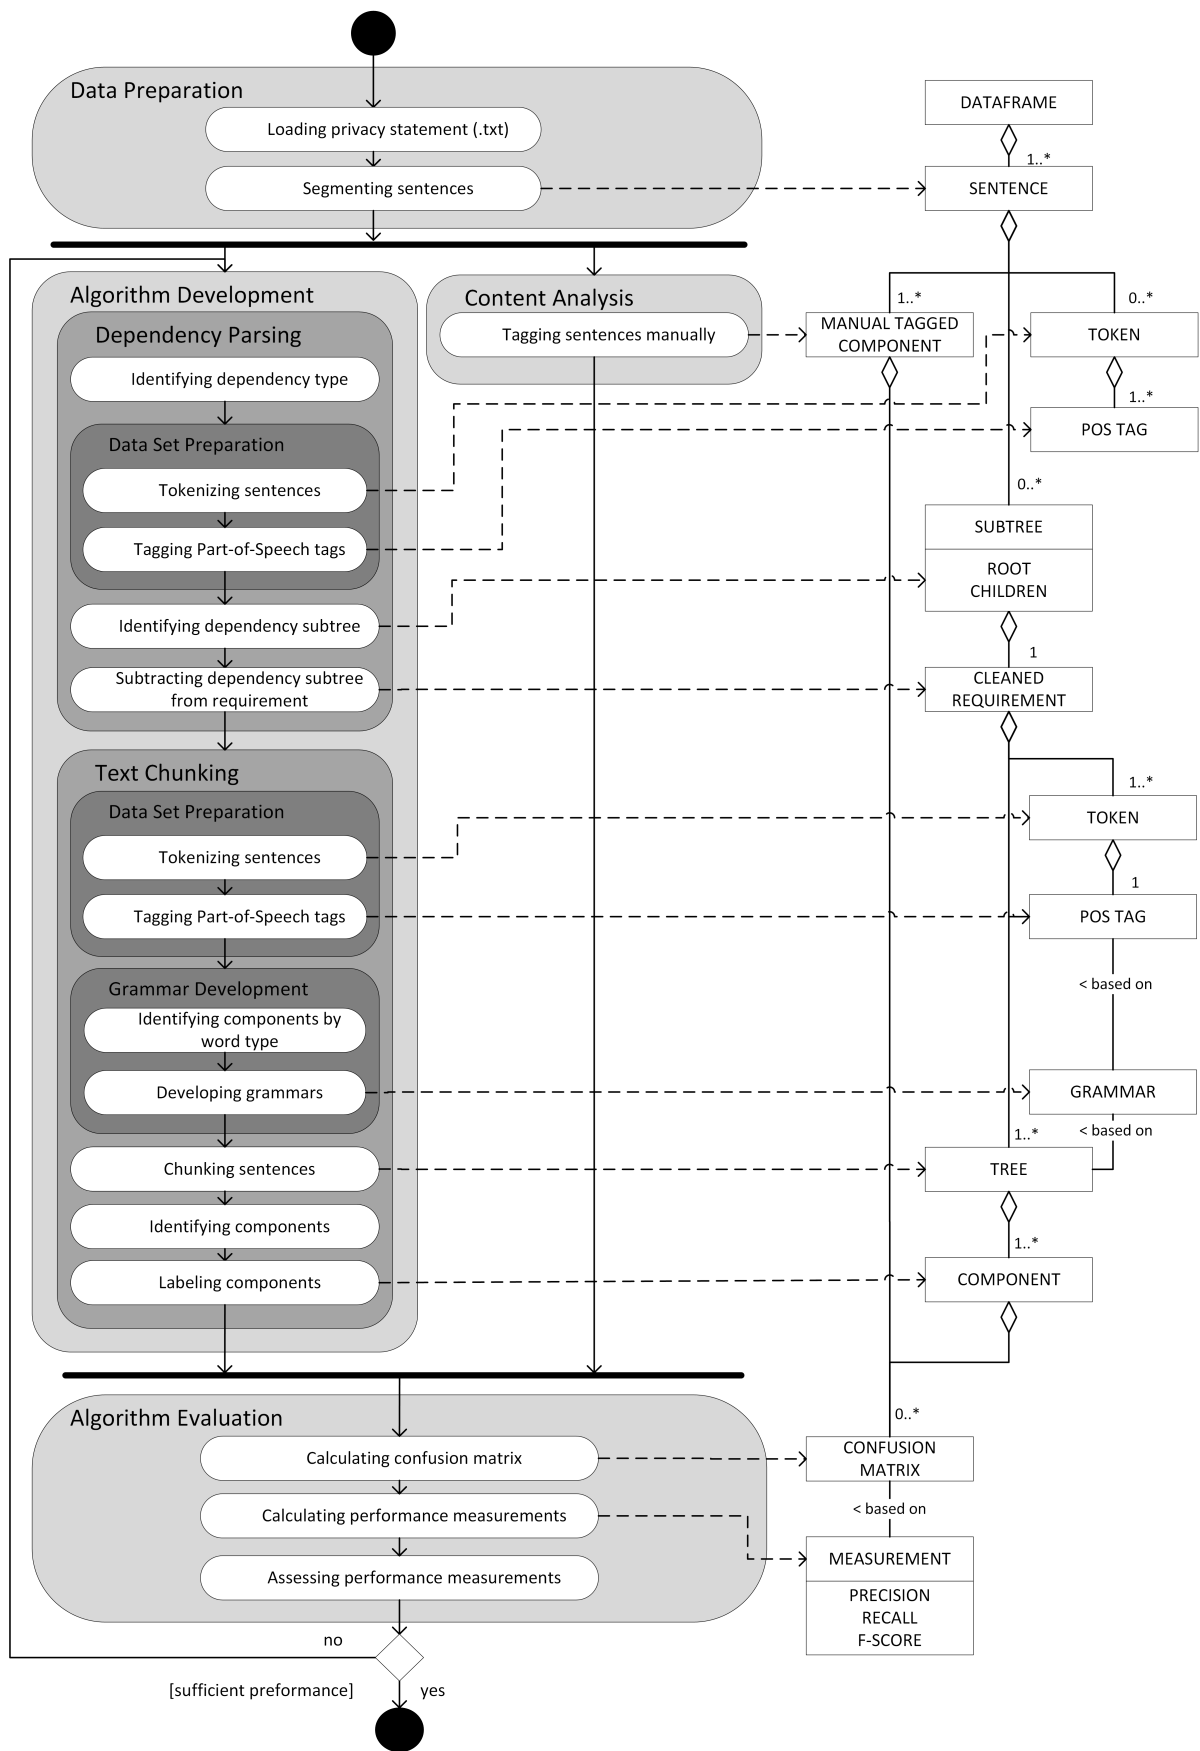 Data Preparation
Loading privacy statement (.txt)
Segmenting sentences
DATAFRAME
1..*
SENTENCE
Algorithm Development
Dependency Parsing
Identifying dependency type
Data Set Preparation
Tokenizing sentences
Tagging Part-of-Speech tags
Identifying dependency subtree
Subtracting dependency subtree
from requirement
Content Analysis
Tagging sentences manually
1..*
MANUAL TAGGED
COMPONENT
0..*
TOKEN
1..*
POS TAG
0..*
SUBTREE
ROOT
CHILDREN
1
CLEANED
REQUIREMENT
Text Chunking
Data Set Preparation
Tokenizing sentences
Tagging Part-of-Speech tags
Grammar Development
Identifying components by
word type
Developing grammars
Chunking sentences
Identifying components
Labeling components
1..*
TOKEN
1
POS TAG
< based on
GRAMMAR
< based on
1..*
TREE
1..*
COMPONENT
Algorithm Evaluation
Calculating confusion matrix
Calculating performance measurements
Assessing performance measurements
0..*
CONFUSION
MATRIX
< based on
MEASUREMENT
PRECISION
RECALL
F-SCORE
no
[sufficient preformance]
yes